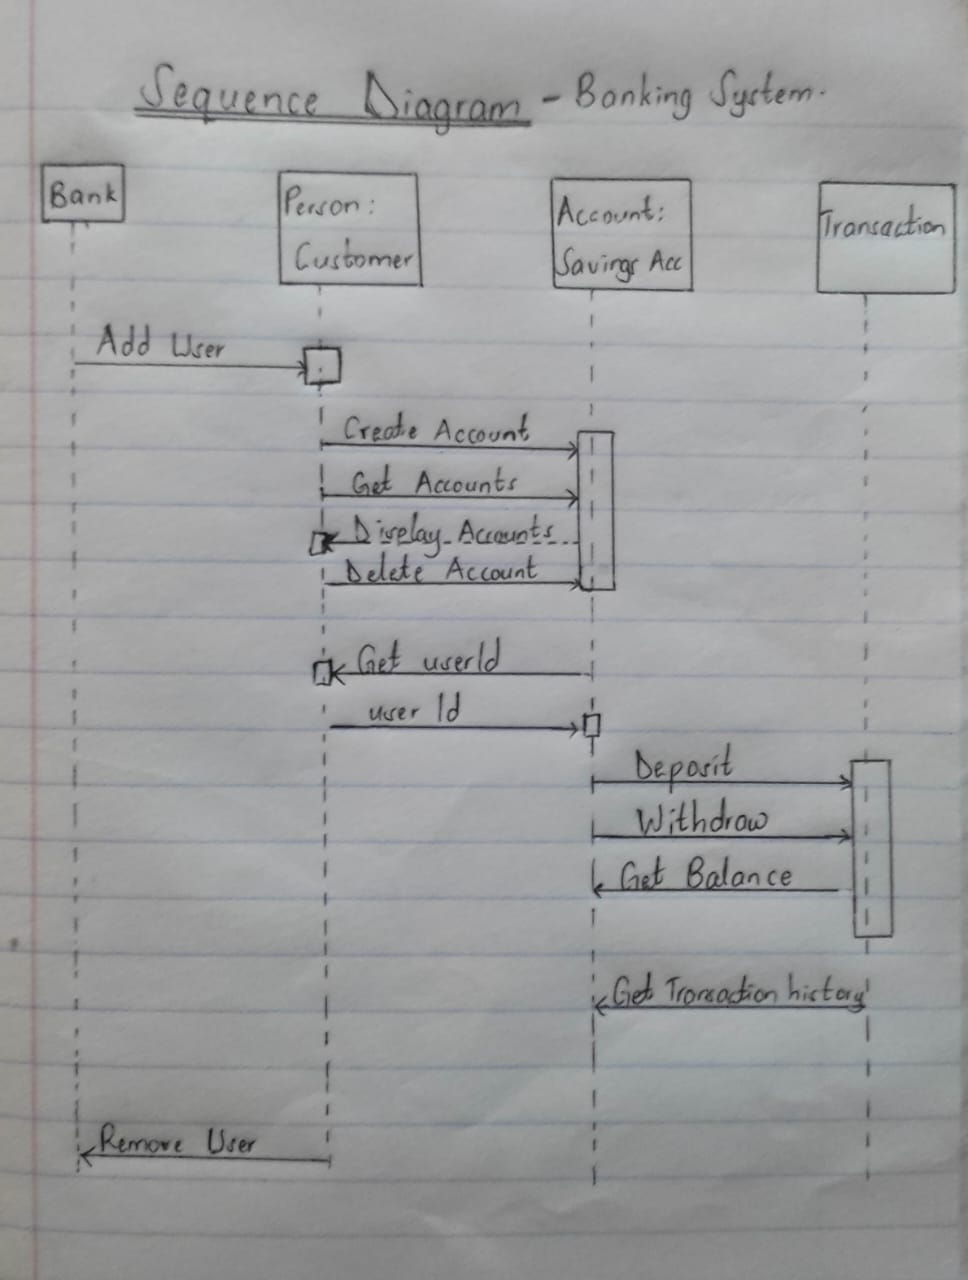 Sequence Diagram - Banking System.
Bank
Person:
Customer
Account:
Savings Acc
Transaction
Add User
Create Account
Get Accounts
Display Accounts
Delete Account
Get userId
user Id
Deposit
Withdraw
Get Balance
Get Transaction history
Remove User